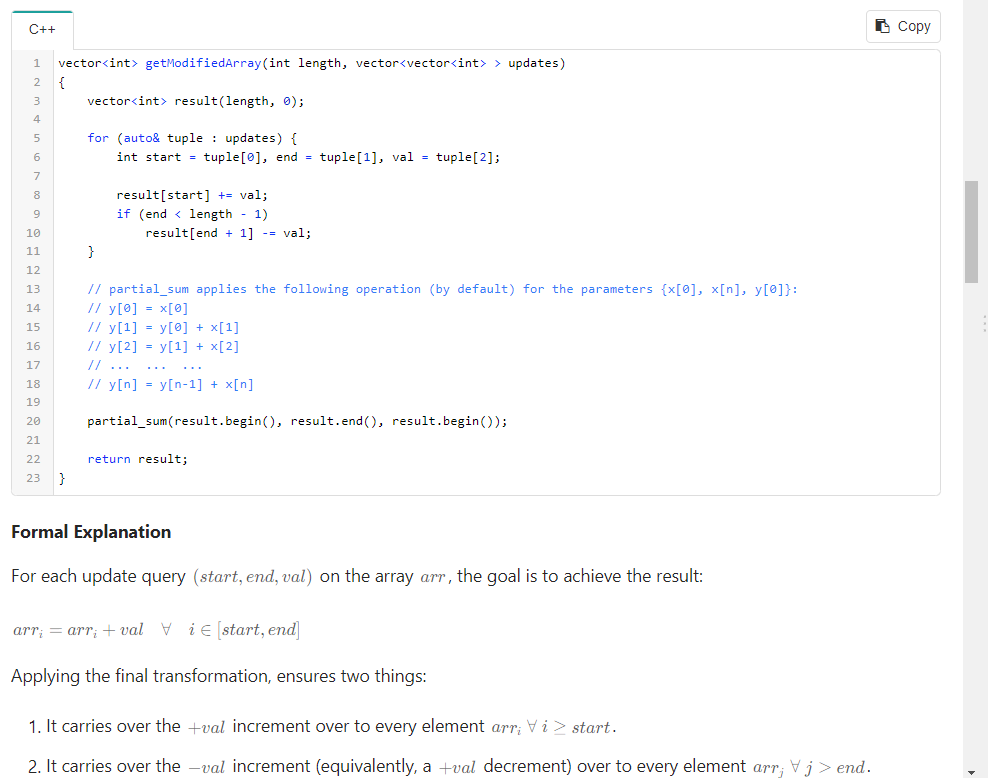 C++
Copy
1 vector<int> getModifiedArray(int length, vector<vector<int> > updates)
2 {
3     vector<int> result(length, 0);
4
5     for (auto& tuple : updates) {
6         int start = tuple[0], end = tuple[1], val = tuple[2];
7
8         result[start] += val;
9         if (end < length - 1)
10             result[end + 1] -= val;
11     }
12
13     // partial_sum applies the following operation (by default) for the parameters {x[0], x[n], y[0]}:
14     // y[0] = x[0]
15     // y[1] = y[0] + x[1]
16     // y[2] = y[1] + x[2]
17     // ...  ...  ...
18     // y[n] = y[n-1] + x[n]
19
20     partial_sum(result.begin(), result.end(), result.begin());
21
22     return result;
23 }
Formal Explanation
For each update query (start, end, val) on the array arr, the goal is to achieve the result:
arrᵢ = arrᵢ + val ∀ i ∈ [start, end]
Applying the final transformation, ensures two things:
1. It carries over the +val increment over to every element arrᵢ ∀ i ≥ start.
2. It carries over the −val increment (equivalently, a +val decrement) over to every element arrⱼ ∀ j > end.